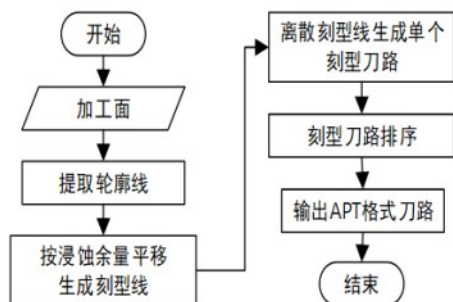 开始
加工面
提取轮廓线
按浸蚀余量平移
生成刻型线
离散刻型线生成单个
刻型刀路
刻型刀路排序
输出APT格式刀路
结束